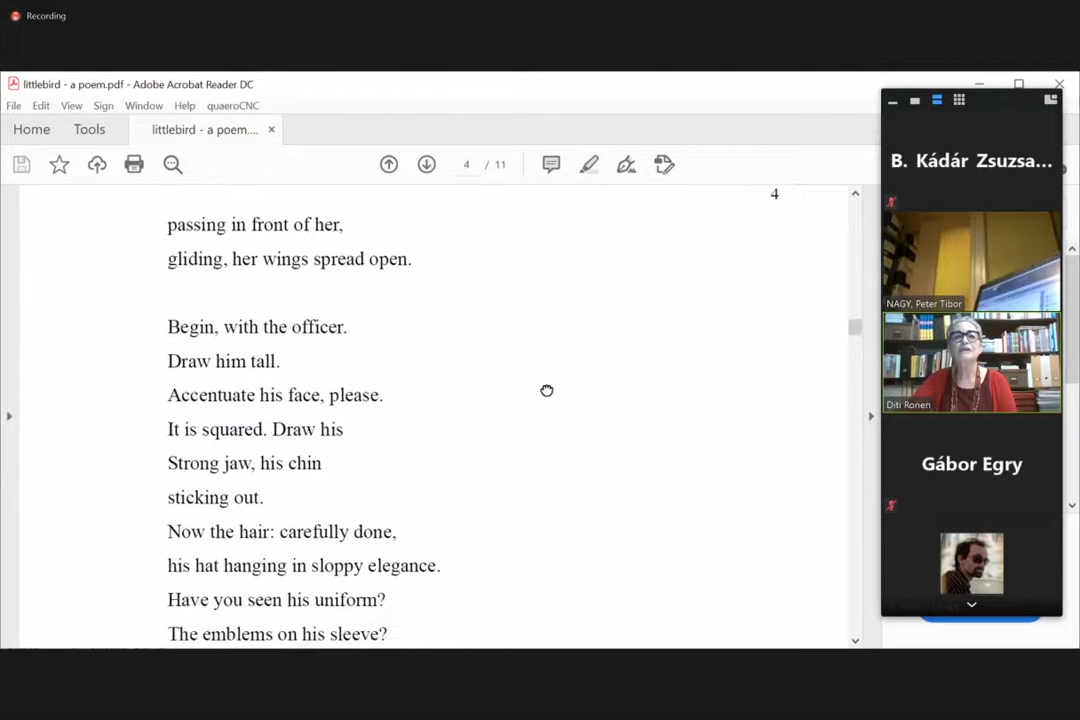 Recording
littlebird - a poem.pdf - Adobe Acrobat Reader DC
File Edit View Sign Window Help quaeroCNC
Home Tools littlebird - a poem.... ×
4 / 11
4
passing in front of her,
gliding, her wings spread open.
Begin, with the officer.
Draw him tall.
Accentuate his face, please.
It is squared. Draw his
Strong jaw, his chin
sticking out.
Now the hair: carefully done,
his hat hanging in sloppy elegance.
Have you seen his uniform?
The emblems on his sleeve?
B. Kádár Zsuzsa...
NAGY, Peter Tibor
Diti Ronen
Gábor Egry